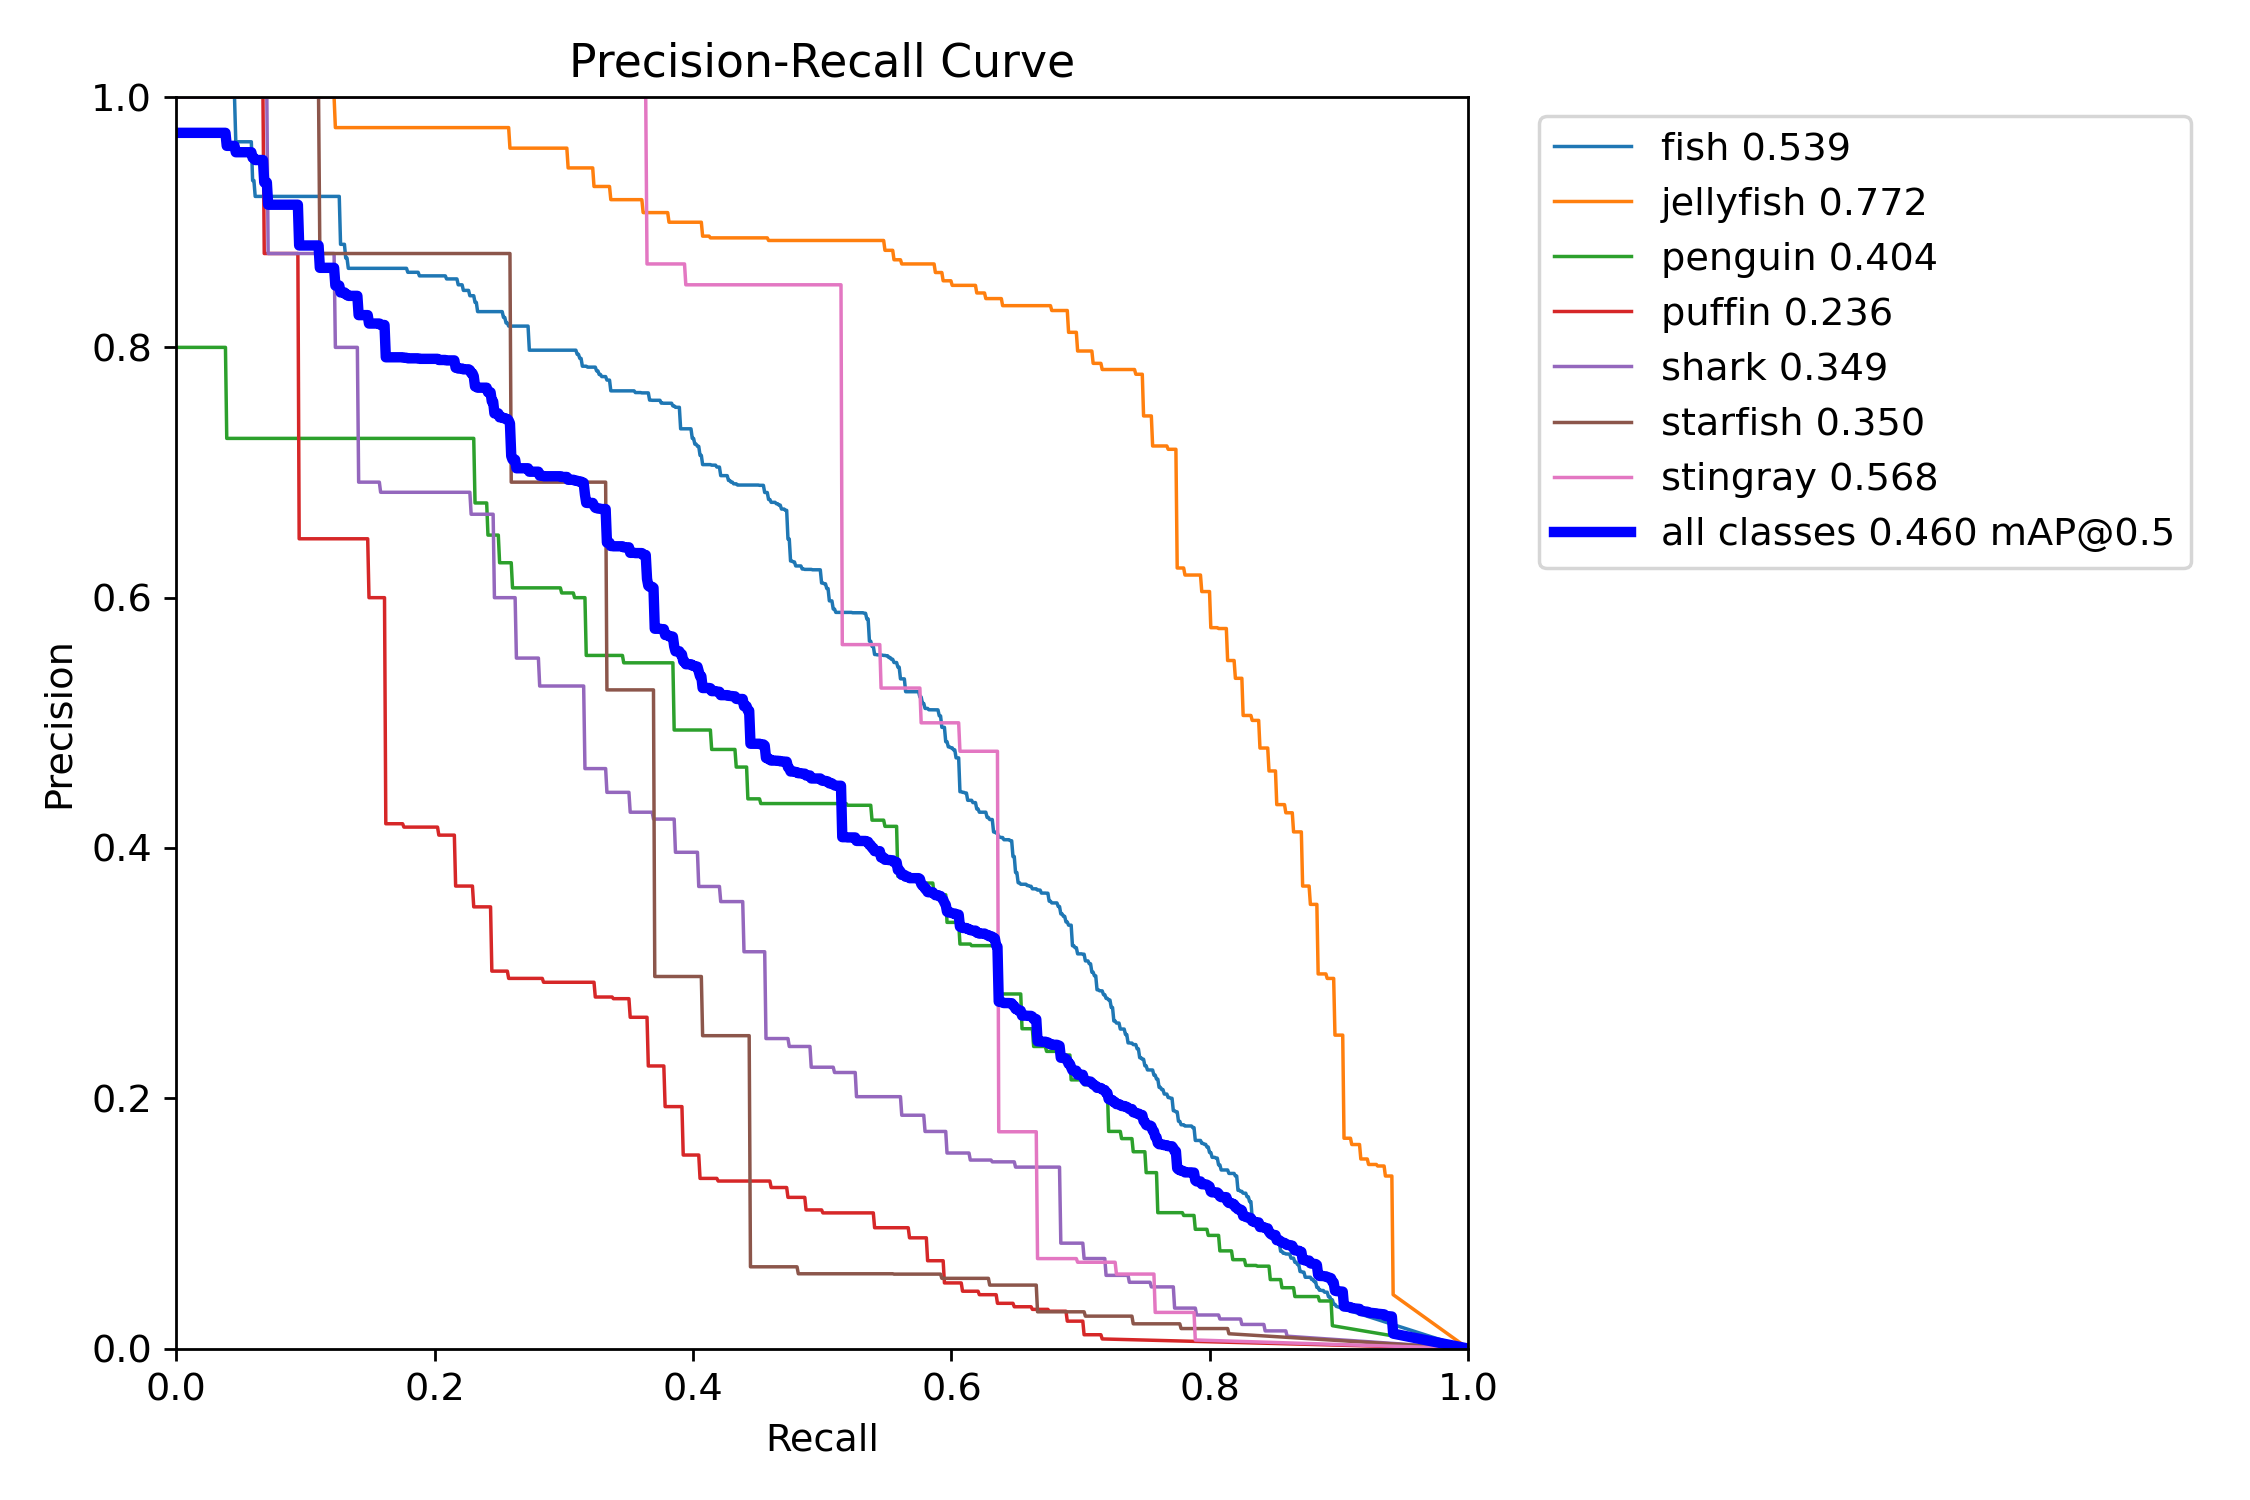 Precision-Recall Curve
1.0
0.8
0.6
0.4
0.2
0.0
Precision
0.0 0.2 0.4 0.6 0.8 1.0
Recall
fish 0.539
jellyfish 0.772
penguin 0.404
puffin 0.236
shark 0.349
starfish 0.350
stingray 0.568
all classes 0.460 mAP@0.5